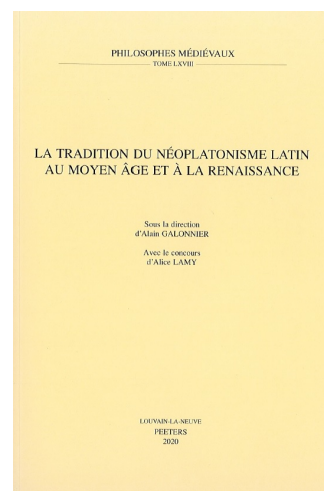 PHILOSOPHES MÉDIÉVAUX
TOME LXVIII
LA TRADITION DU NÉOPLATONISME LATIN
AU MOYEN ÂGE ET À LA RENAISSANCE
Sous la direction
d'Alain GALONNIER
Avec le concours
d'Alice LAMY
LOUVAIN-LA-NEUVE
PEETERS
2020